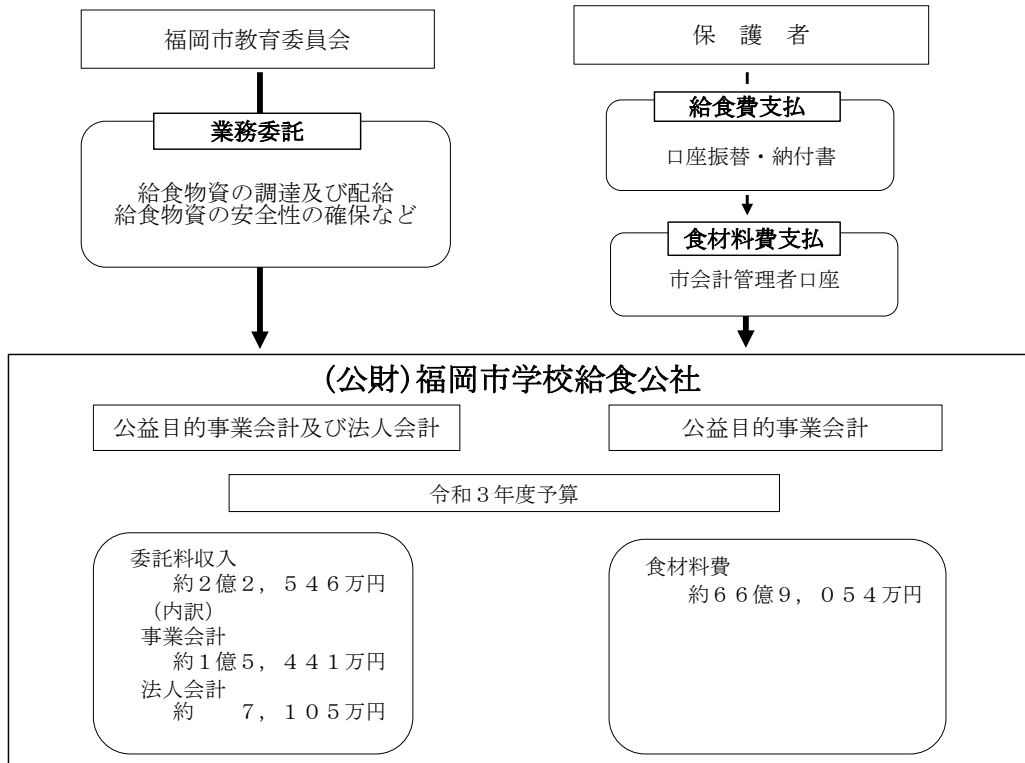 福岡市教育委員会
業務委託
給食物資の調達及び配給
給食物資の安全性の確保など
保　護　者
給食費支払
口座振替・納付書
食材料費支払
市会計管理者口座
(公財)福岡市学校給食公社
公益目的事業会計及び法人会計
公益目的事業会計
令和３年度予算
委託料収入
約２億２，５４６万円
（内訳）
事業会計
約１億５，４４１万円
法人会計
約　　７，１０５万円
食材料費
約６６億９，０５４万円